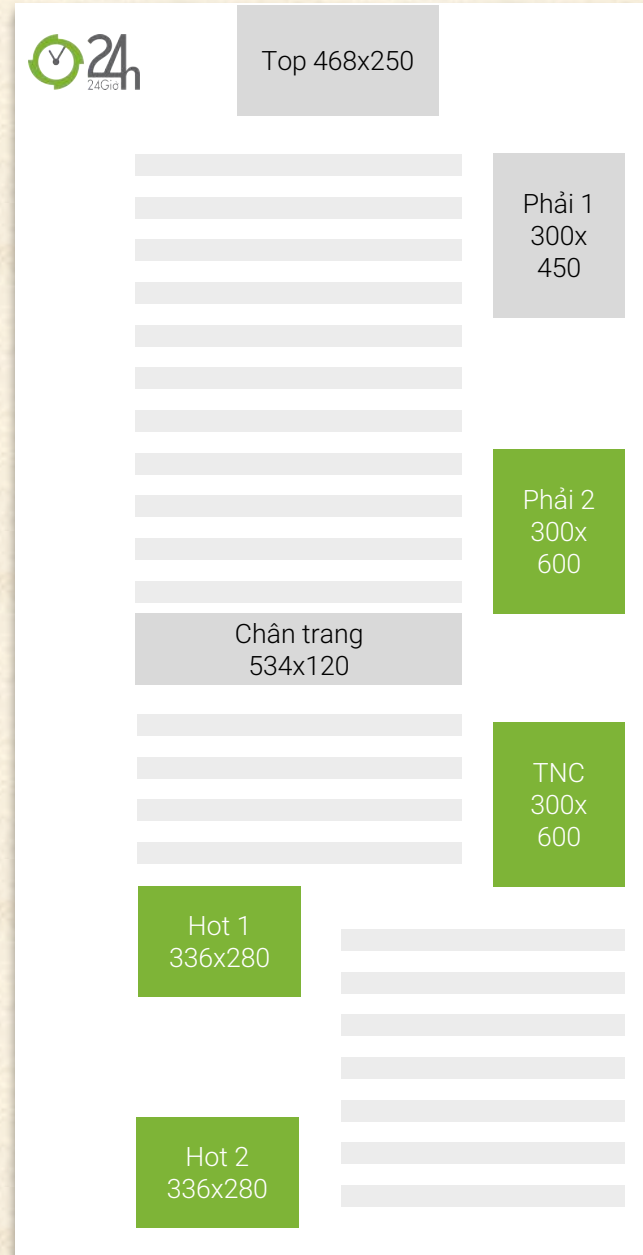 24h
24Giờ
Top 468x250
Phải 1
300x
450
Phải 2
300x
600
Chân trang
534x120
TNC
300x
600
Hot 1
336x280
Hot 2
336x280